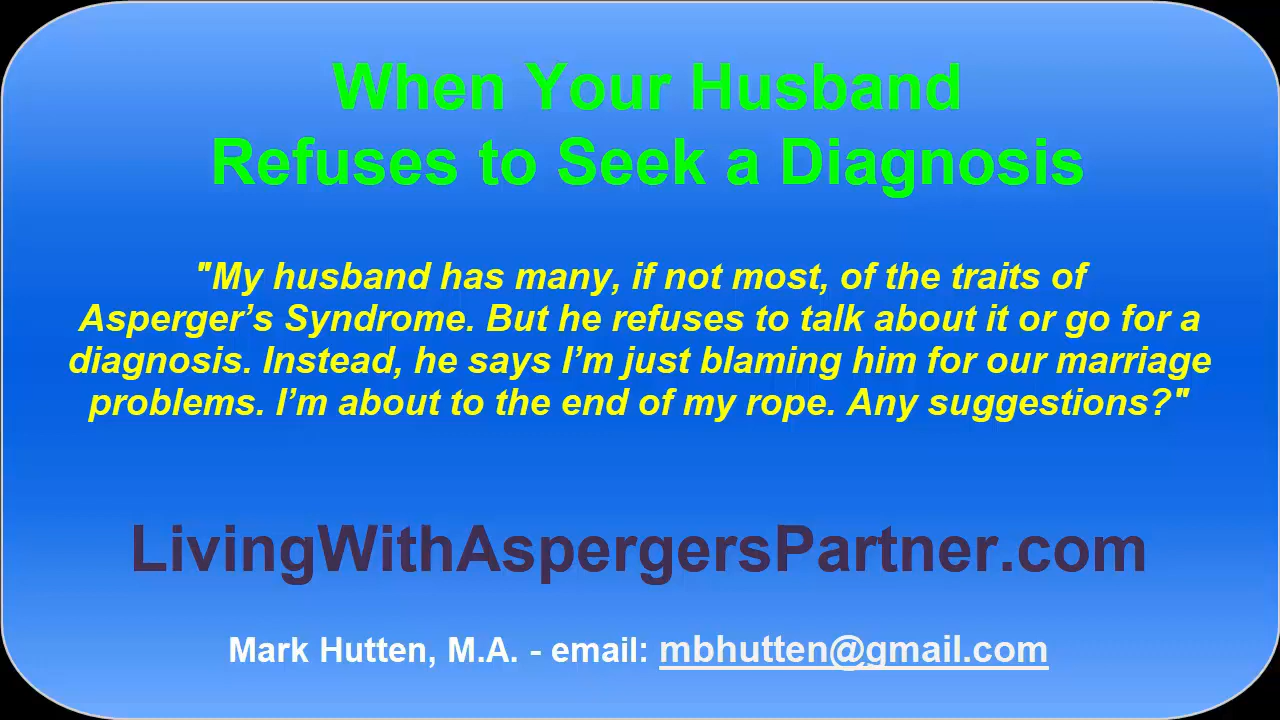 When Your Husband
Refuses to Seek a Diagnosis
"My husband has many, if not most, of the traits of
Asperger’s Syndrome. But he refuses to talk about it or go for a
diagnosis. Instead, he says I’m just blaming him for our marriage
problems. I’m about to the end of my rope. Any suggestions?"
LivingWithAspergersPartner.com
Mark Hutten, M.A. - email: mbhutten@gmail.com